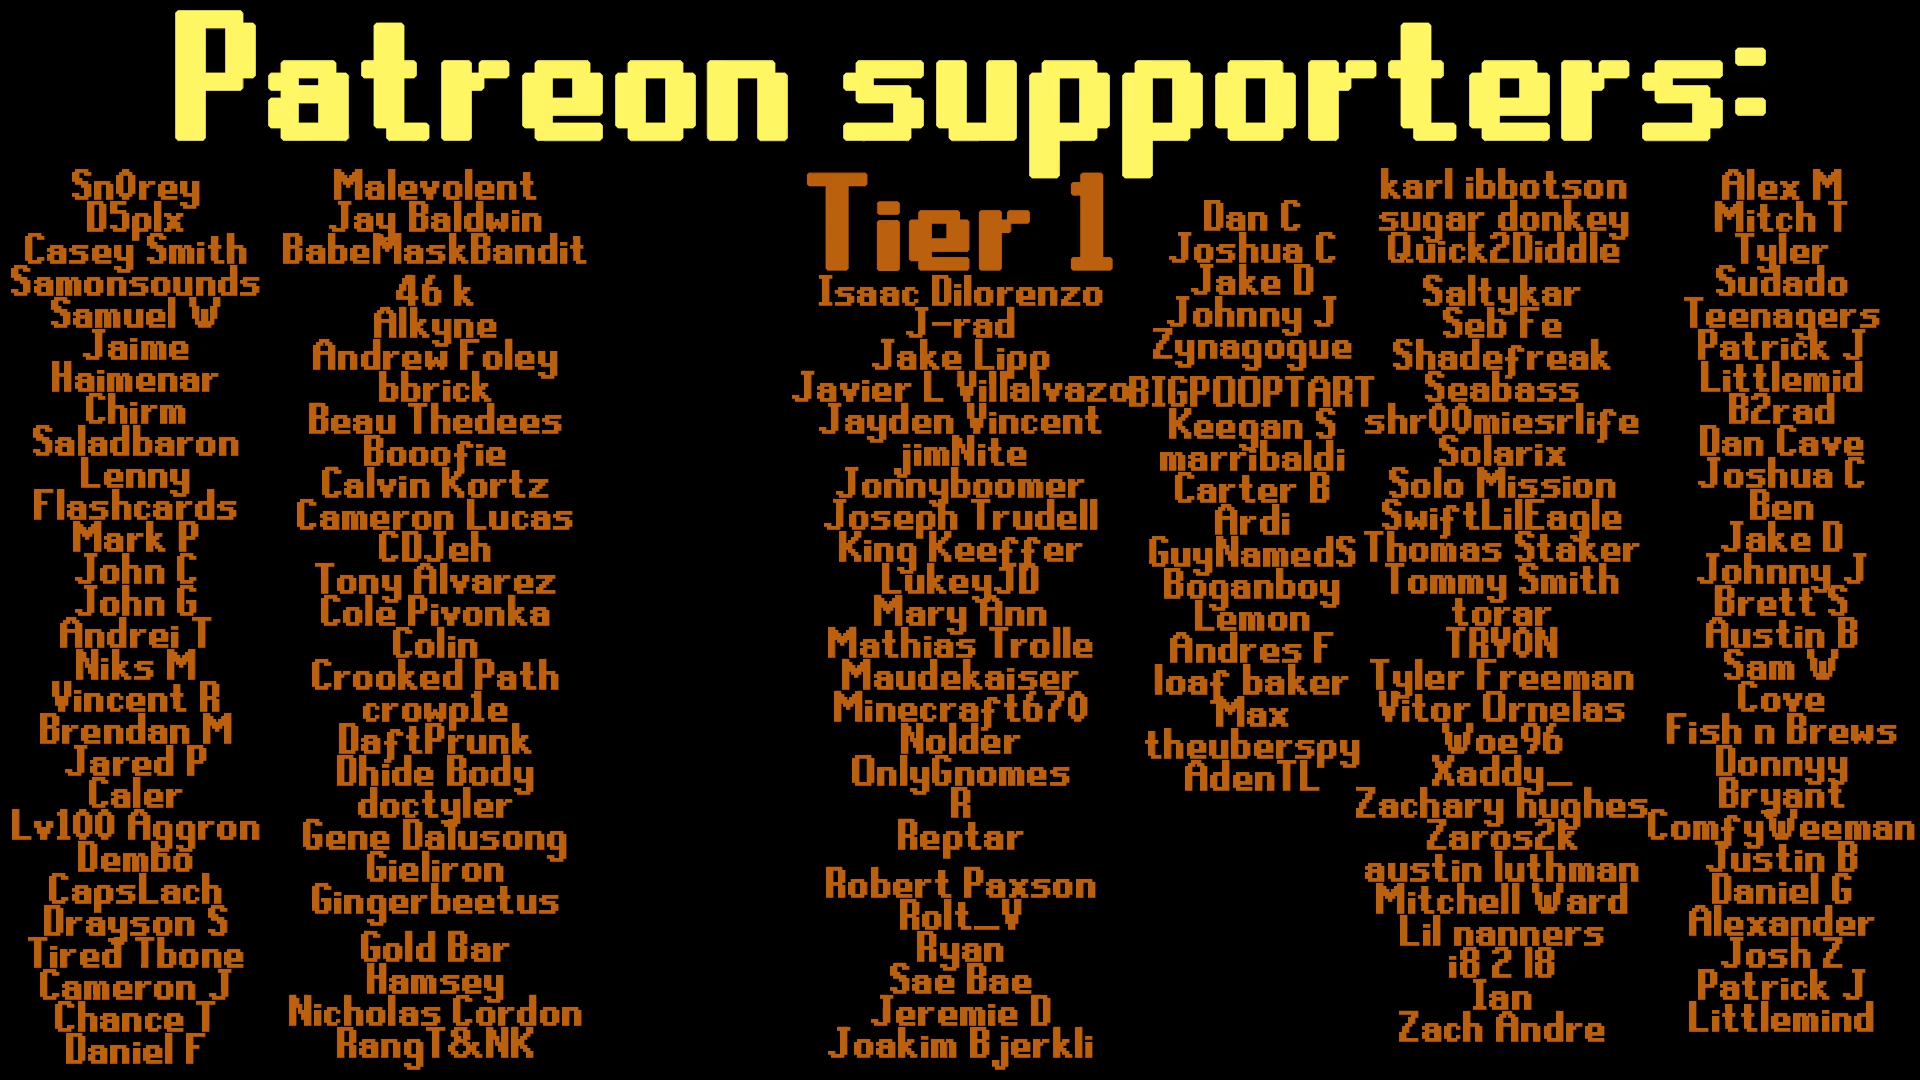 Patreon supporters:
Sn0rey
D5plx
Casey Smith
Samonsounds
Samuel W
Jaime
Haimenar
Chirm
Saladbaron
Lenny
Flashcards
Mark P
John C
John G
Andrei T
Niks M
Vincent R
Brendan M
Jared P
Caler
Lv100 Aggron
Dembo
CapsLach
Drayson S
Tired Tbone
Cameron J
Chance T
Daniel F
Malevolent
Jay Baldwin
BabeMaskBandit
46 k
Alkyne
Andrew Foley
bbrick
Beau Thedees
Booofie
Calvin Kortz
Cameron Lucas
CDJeh
Tony Alvarez
Cole Pivonka
Colin
Crooked Path
crowple
DaftPrunk
Dhide Body
doctyler
Gene Dalusong
Gieliron
Gingerbeetus
Gold Bar
Hamsey
Nicholas Cordon
RangT&NK
Tier 1
Isaac Dilorenzo
J-rad
Jake Lipp
Javier L Villalvazo
Jayden Vincent
jimNite
Jonnyboomer
Joseph Trudell
King Keeffer
LukeyJD
Mary Ann
Mathias Trolle
Maudekaiser
Minecraft670
Nolder
OnlyGnomes
R
Reptar
Robert Paxson
Rolt_V
Ryan
Sae Bae
Jeremie D
Joakim Bjerkli
Dan C
Joshua C
Jake D
Johnny J
Zynagogue
BIGPOOPTART
Keegan S
marribaldi
Carter B
Ardi
GuyNamedS
Boganboy
Lemon
Andres F
loaf baker
Max
theuberspy
AdenTL
karl ibbotson
sugar donkey
Quick2Diddle
Saltykar
Seb Fe
Shadefreak
Seabass
shr00miesrlife
Solarix
Solo Mission
SwiftLilEagle
Thomas Staker
Tommy Smith
torar
TRYON
Tyler Freeman
Vitor Ornelas
Woe96
Xaddy_
Zachary hughes
Zaros2k
austin luthman
Mitchell Ward
Lil nanners
i8 2 18
Ian
Zach Andre
Alex M
Mitch T
Tyler
Sudado
Teenagers
Patrick J
Littlemid
B2rad
Dan Cave
Joshua C
Ben
Jake D
Johnny J
Brett S
Austin B
Sam W
Cove
Fish n Brews
Donnyy
Bryant
ComfyWeeman
Justin B
Daniel G
Alexander
Josh Z
Patrick J
Littlemind